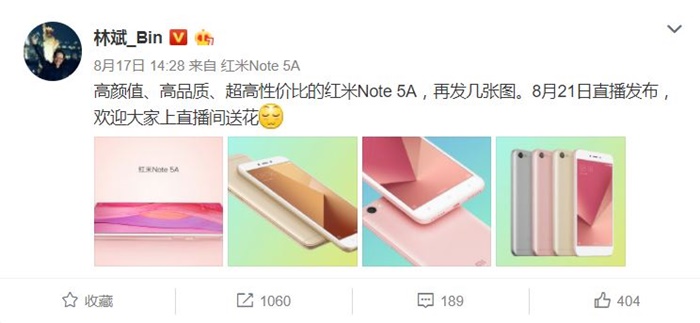 林斌_Bin
8月17日 14:28 来自 红米Note 5A
高颜值、高品质、超高性价比的红米Note 5A，再发几张图。8月21日直播发布，
欢迎大家上直播间送花
红米Note 5A
收藏 1060 189 404